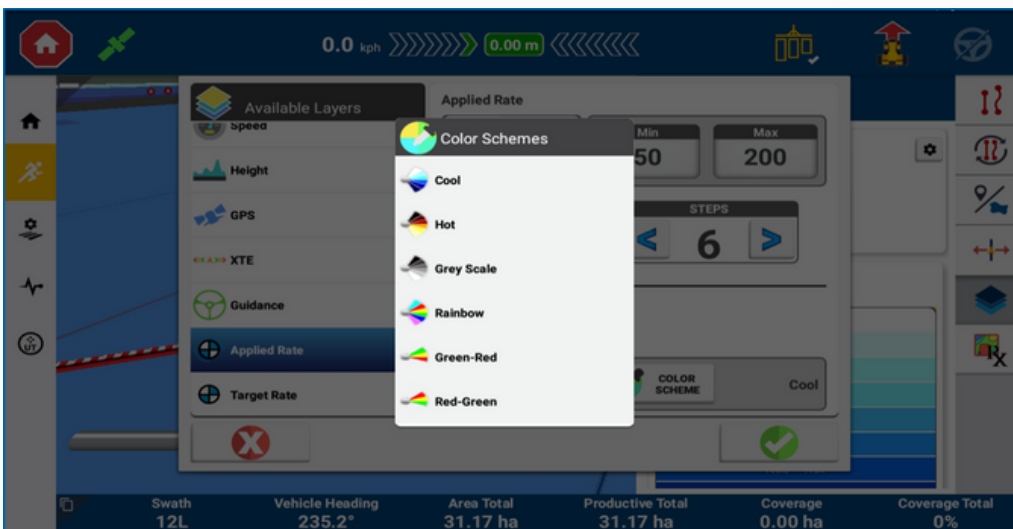 0.0 kph
0.00 m
Available Layers
Speed
Height
GPS
XTE
Guidance
Applied Rate
Target Rate
Applied Rate
Min
50
Max
200
STEPS
6
COLOR
SCHEME
Cool
Color Schemes
Cool
Hot
Grey Scale
Rainbow
Green-Red
Red-Green
UT
Rx
Swath
12L
Vehicle Heading
235.2°
Area Total
31.17 ha
Productive Total
31.17 ha
Coverage
0.00 ha
Coverage Total
0%